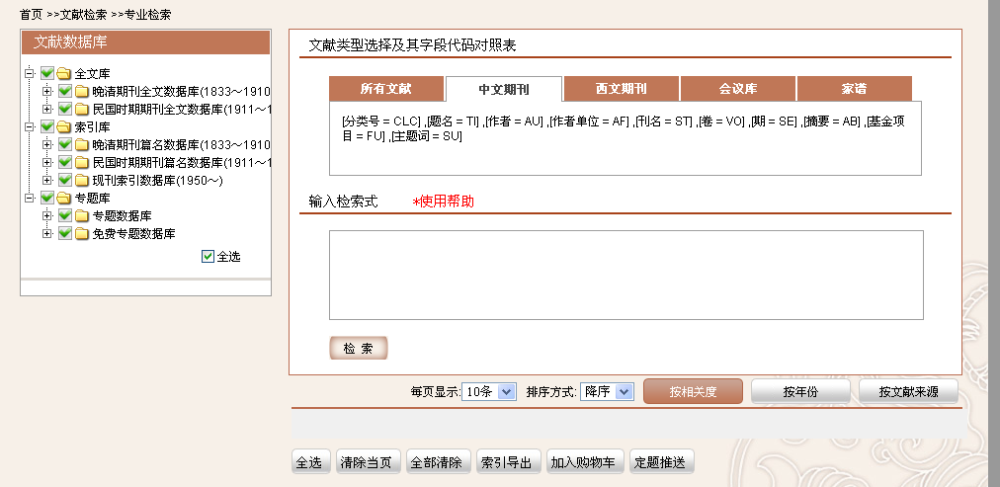 首页 >>文献检索 >>专业检索
文献数据库
全文库
晚清期刊全文数据库(1833～1910
民国时期期刊全文数据库(1911～1
索引库
晚清期刊篇名数据库(1833～1910
民国时期期刊篇名数据库(1911～1
现刊索引数据库(1950～)
专题库
专题数据库
免费专题数据库
全选
文献类型选择及其字段代码对照表
所有文献 中文期刊 西文期刊 会议库 家谱
[分类号 = CLC] ,[题名 = TI] ,[作者 = AU] ,[作者单位 = AF] ,[刊名 = ST] ,[卷 = VO] ,[期 = SE] ,[摘要 = AB] ,[基金项
目 = FU] ,[主题词 = SU]
输入检索式 *使用帮助
检 索
每页显示: 10条 排序方式: 降序 按相关度 按年份 按文献来源
全选 清除当页 全部清除 索引导出 加入购物车 定题推送